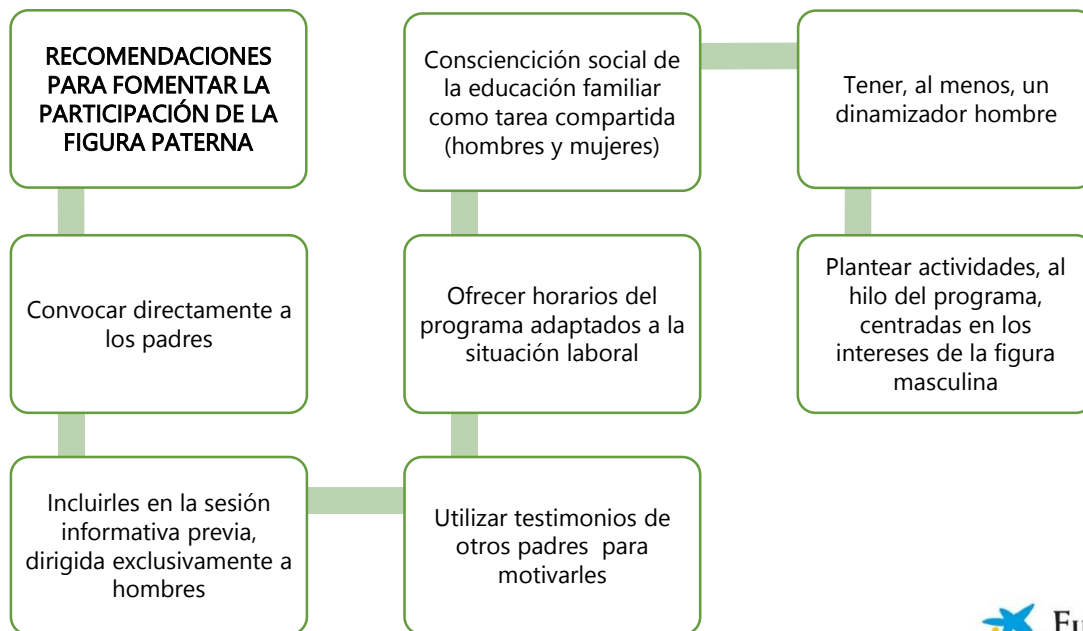 RECOMENDACIONES
PARA FOMENTAR LA
PARTICIPACIÓN DE LA
FIGURA PATERNA
Convocar directamente a
los padres
Incluirles en la sesión
informativa previa,
dirigida exclusivamente a
hombres
Utilizar testimonios de
otros padres para
motivarles
Ofrecer horarios del
programa adaptados a la
situación laboral
Consciencición social de
la educación familiar
como tarea compartida
(hombres y mujeres)
Tener, al menos, un
dinamizador hombre
Plantear actividades, al
hilo del programa,
centradas en los
intereses de la figura
masculina